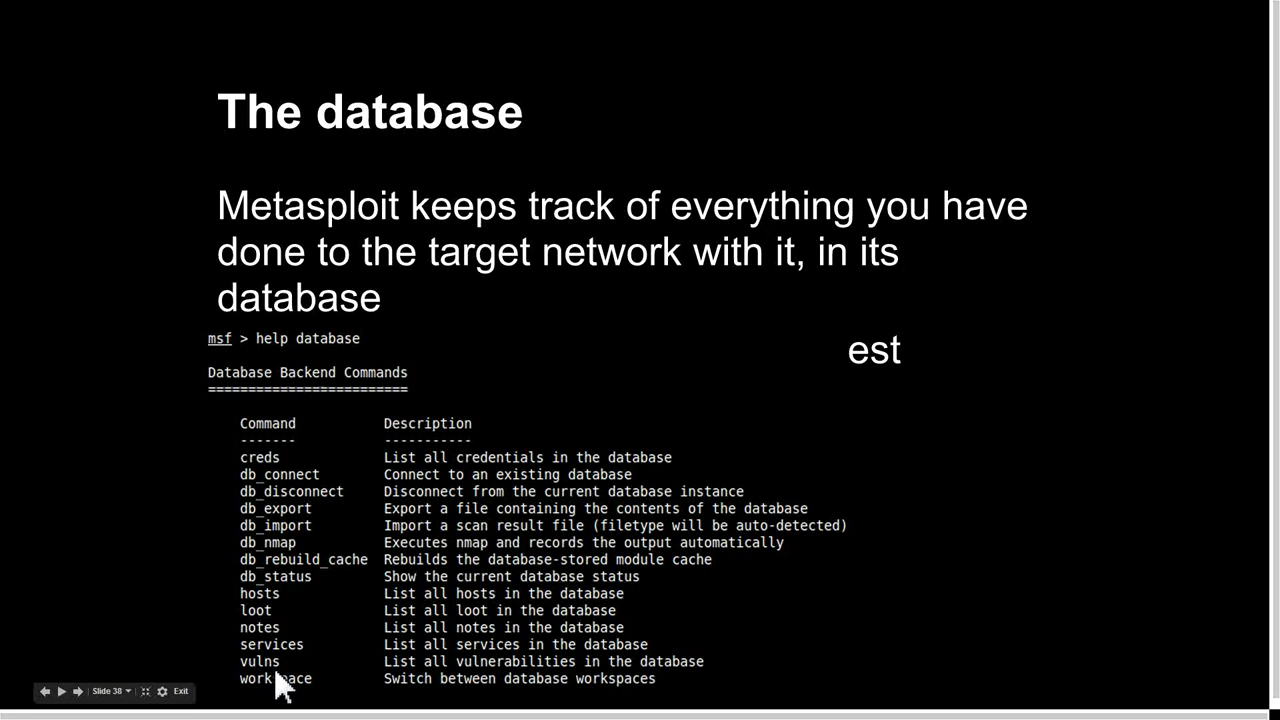 The database
Metasploit keeps track of everything you have
done to the target network with it, in its
database
est
msf > help database
Database Backend Commands
=========================
Command Description
------- -----------
creds List all credentials in the database
db_connect Connect to an existing database
db_disconnect Disconnect from the current database instance
db_export Export a file containing the contents of the database
db_import Import a scan result file (filetype will be auto-detected)
db_nmap Executes nmap and records the output automatically
db_rebuild_cache Rebuilds the database-stored module cache
db_status Show the current database status
hosts List all hosts in the database
loot List all loot in the database
notes List all notes in the database
services List all services in the database
vulns List all vulnerabilities in the database
workspace Switch between database workspaces
Slide 38 Exit